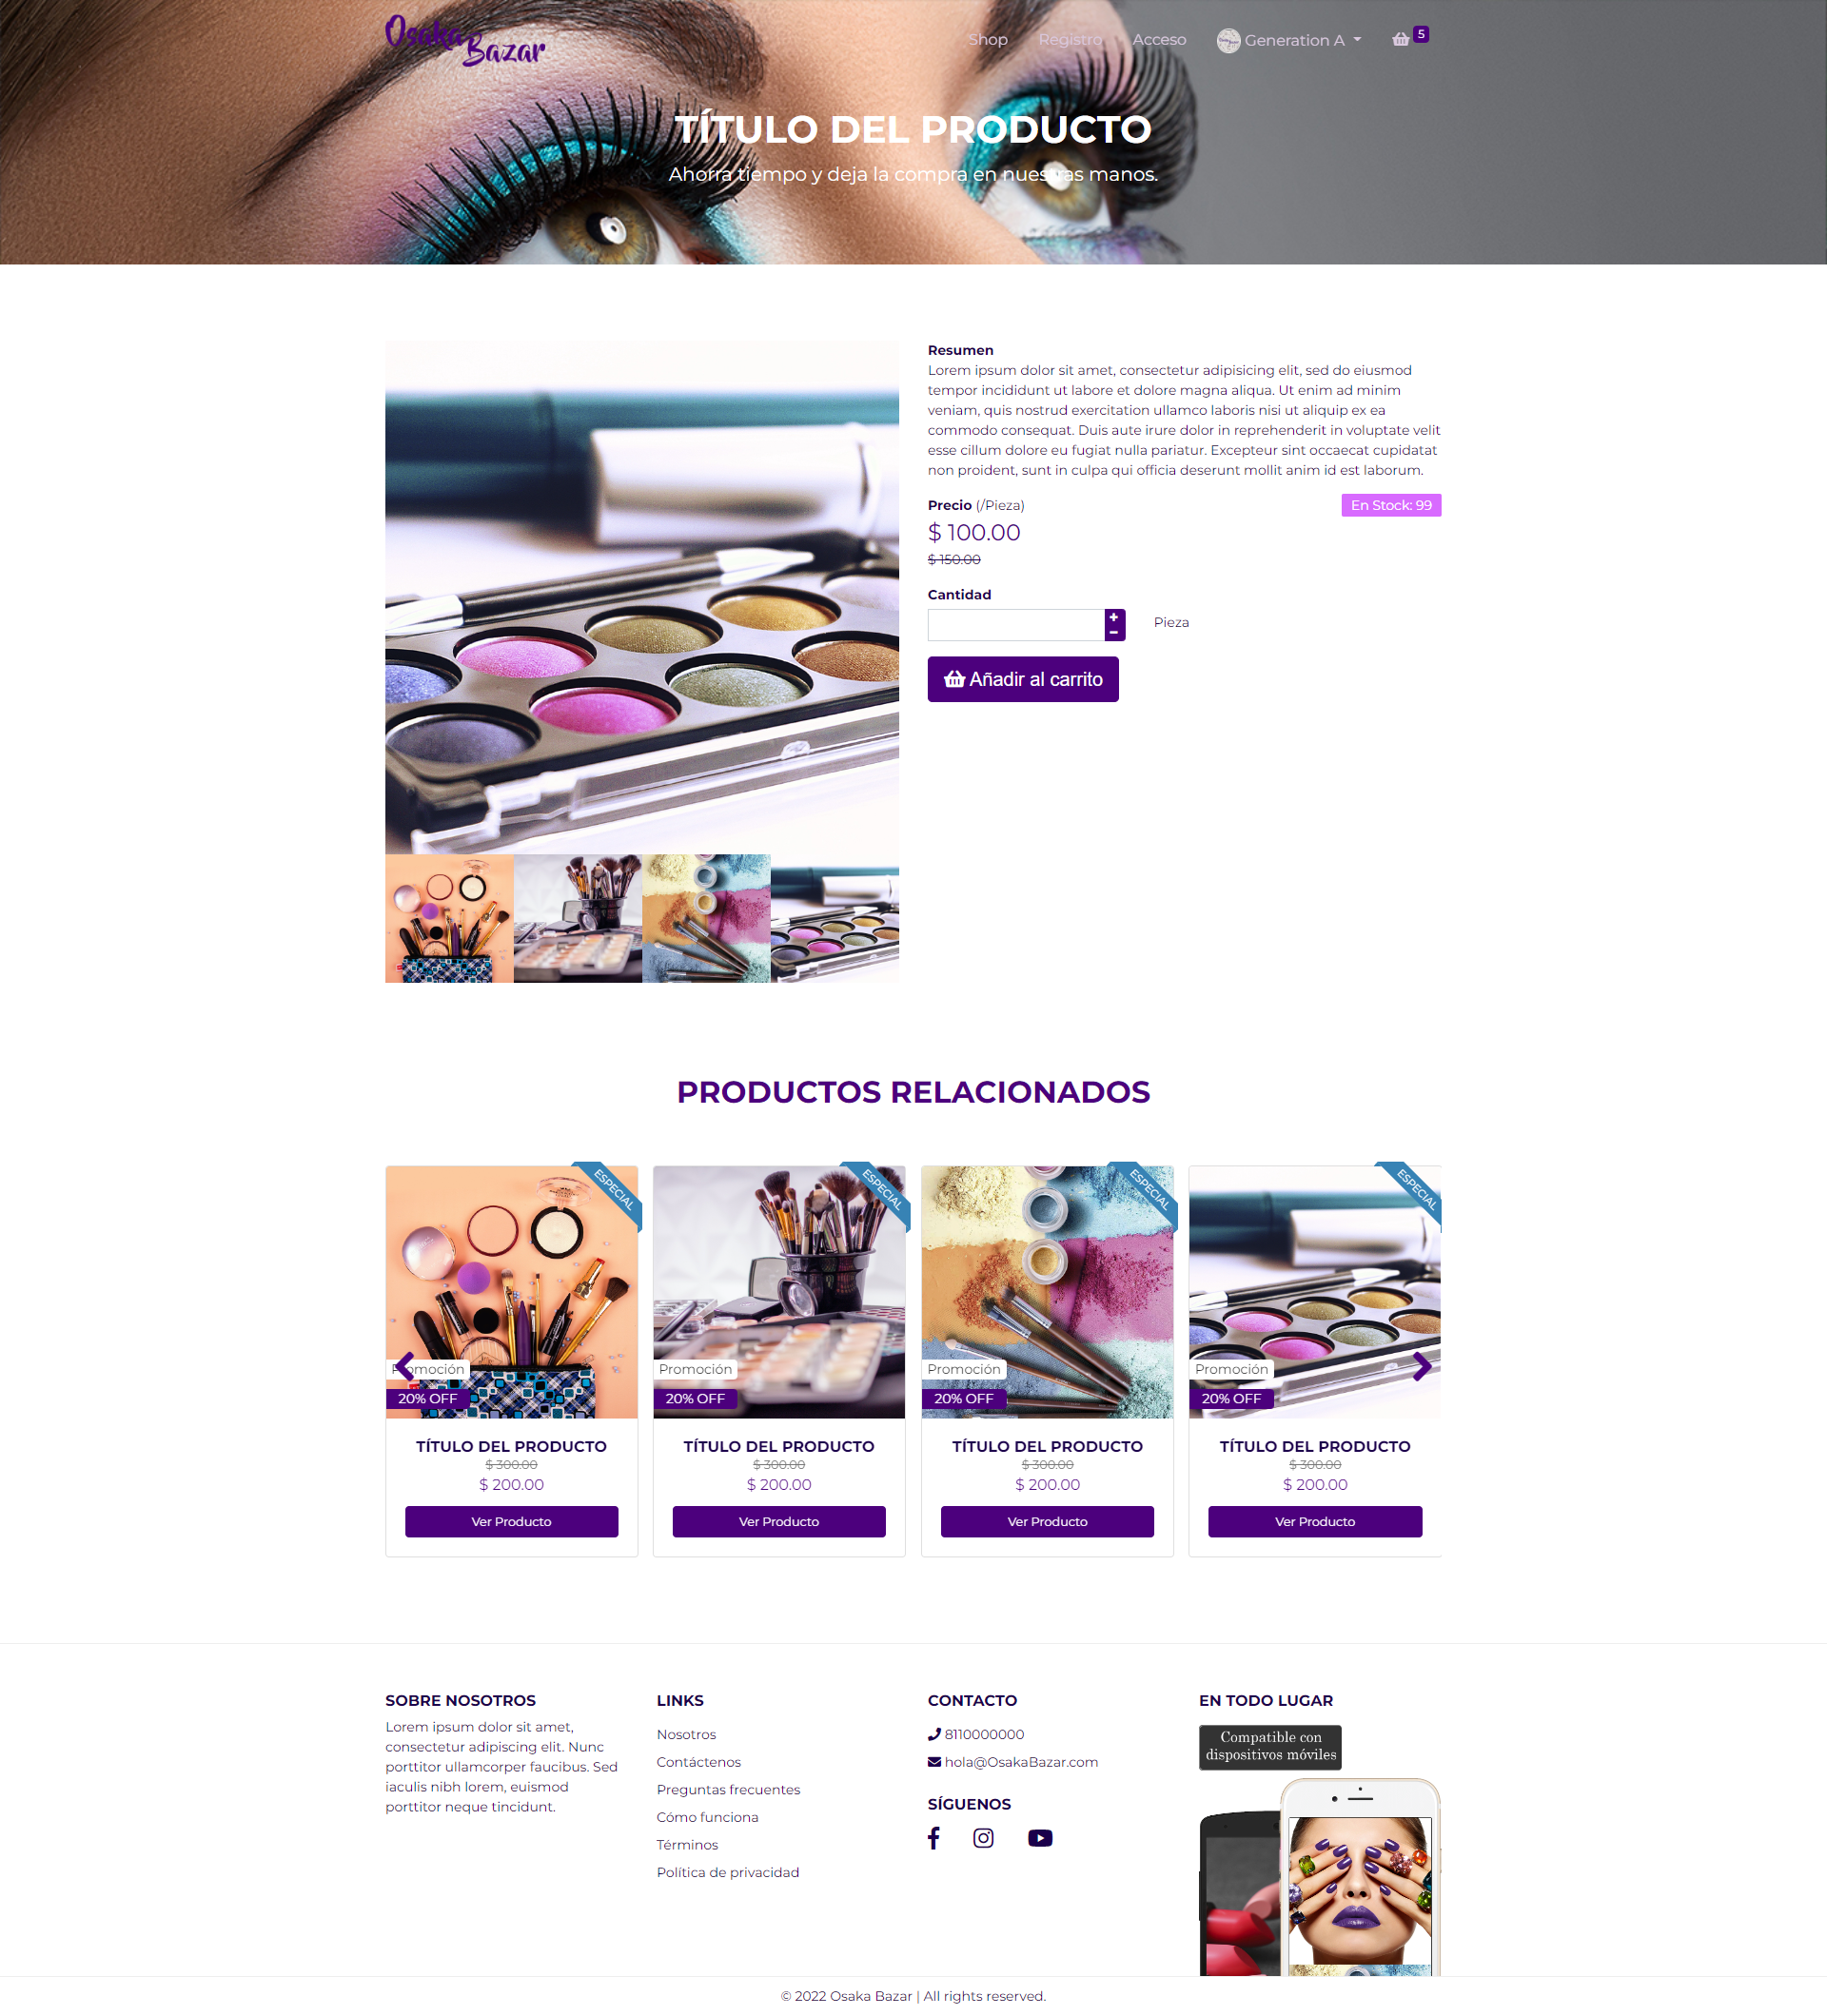 Osaka Bazar
Shop
Registro
Acceso
Generation A
5
TÍTULO DEL PRODUCTO
Ahorra tiempo y deja la compra en nuestras manos.
Resumen
Lorem ipsum dolor sit amet, consectetur adipisicing elit, sed do eiusmod
tempor incididunt ut labore et dolore magna aliqua. Ut enim ad minim
veniam, quis nostrud exercitation ullamco laboris nisi ut aliquip ex ea
commodo consequat. Duis aute irure dolor in reprehenderit in voluptate velit
esse cillum dolore eu fugiat nulla pariatur. Excepteur sint occaecat cupidatat
non proident, sunt in culpa qui officia deserunt mollit anim id est laborum.
Precio (/Pieza)
En Stock: 99
$ 100.00
$ 150.00
Cantidad
Pieza
Añadir al carrito
PRODUCTOS RELACIONADOS
ESPECIAL
Promoción
20% OFF
TÍTULO DEL PRODUCTO
$ 300.00
$ 200.00
Ver Producto
ESPECIAL
Promoción
20% OFF
TÍTULO DEL PRODUCTO
$ 300.00
$ 200.00
Ver Producto
ESPECIAL
Promoción
20% OFF
TÍTULO DEL PRODUCTO
$ 300.00
$ 200.00
Ver Producto
ESPECIAL
Promoción
20% OFF
TÍTULO DEL PRODUCTO
$ 300.00
$ 200.00
Ver Producto
SOBRE NOSOTROS
Lorem ipsum dolor sit amet,
consectetur adipiscing elit. Nunc
porttitor ullamcorper faucibus. Sed
iaculis nibh lorem, euismod
porttitor neque tincidunt.
LINKS
Nosotros
Contáctenos
Preguntas frecuentes
Cómo funciona
Términos
Política de privacidad
CONTACTO
8110000000
hola@OsakaBazar.com
SÍGUENOS
EN TODO LUGAR
Compatible con
dispositivos móviles
© 2022 Osaka Bazar | All rights reserved.